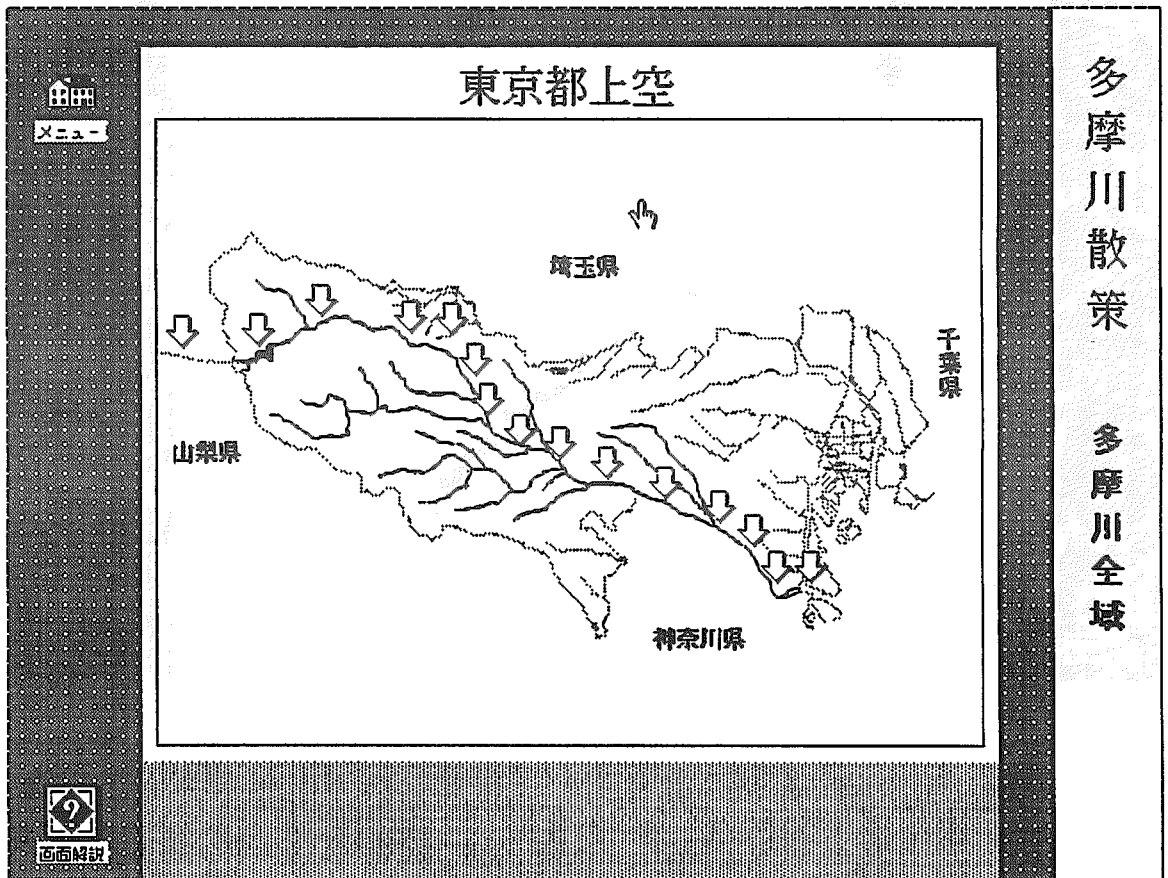 東京都上空
メニュー
埼玉県
千葉県
山梨県
神奈川県
画面解説
多摩川散策
多摩川全域